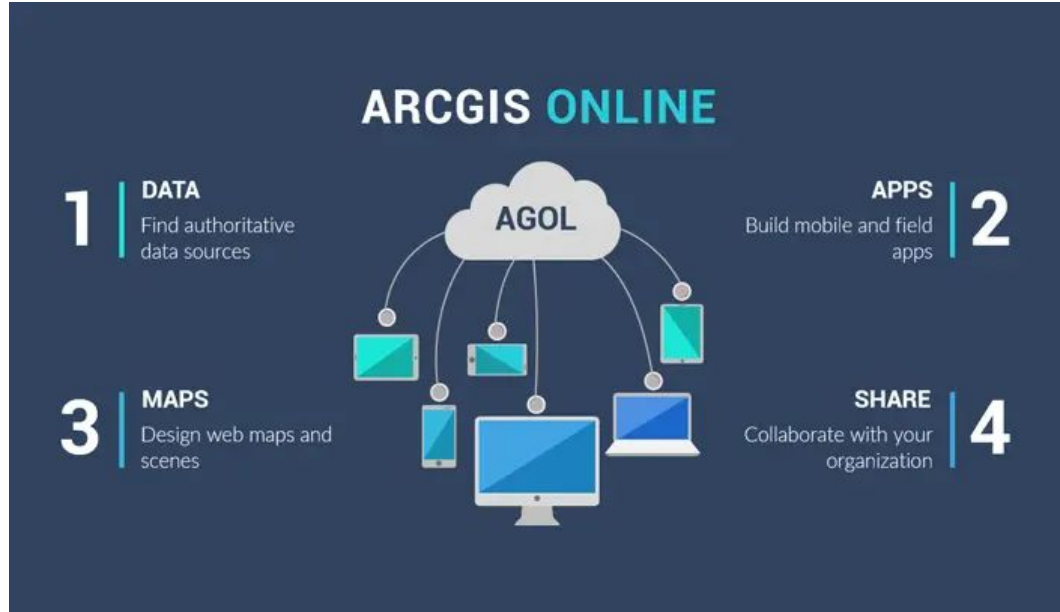 ARCGIS ONLINE
AGOL
1
DATA
Find authoritative
data sources
2
APPS
Build mobile and field
apps
3
MAPS
Design web maps and
scenes
4
SHARE
Collaborate with your
organization